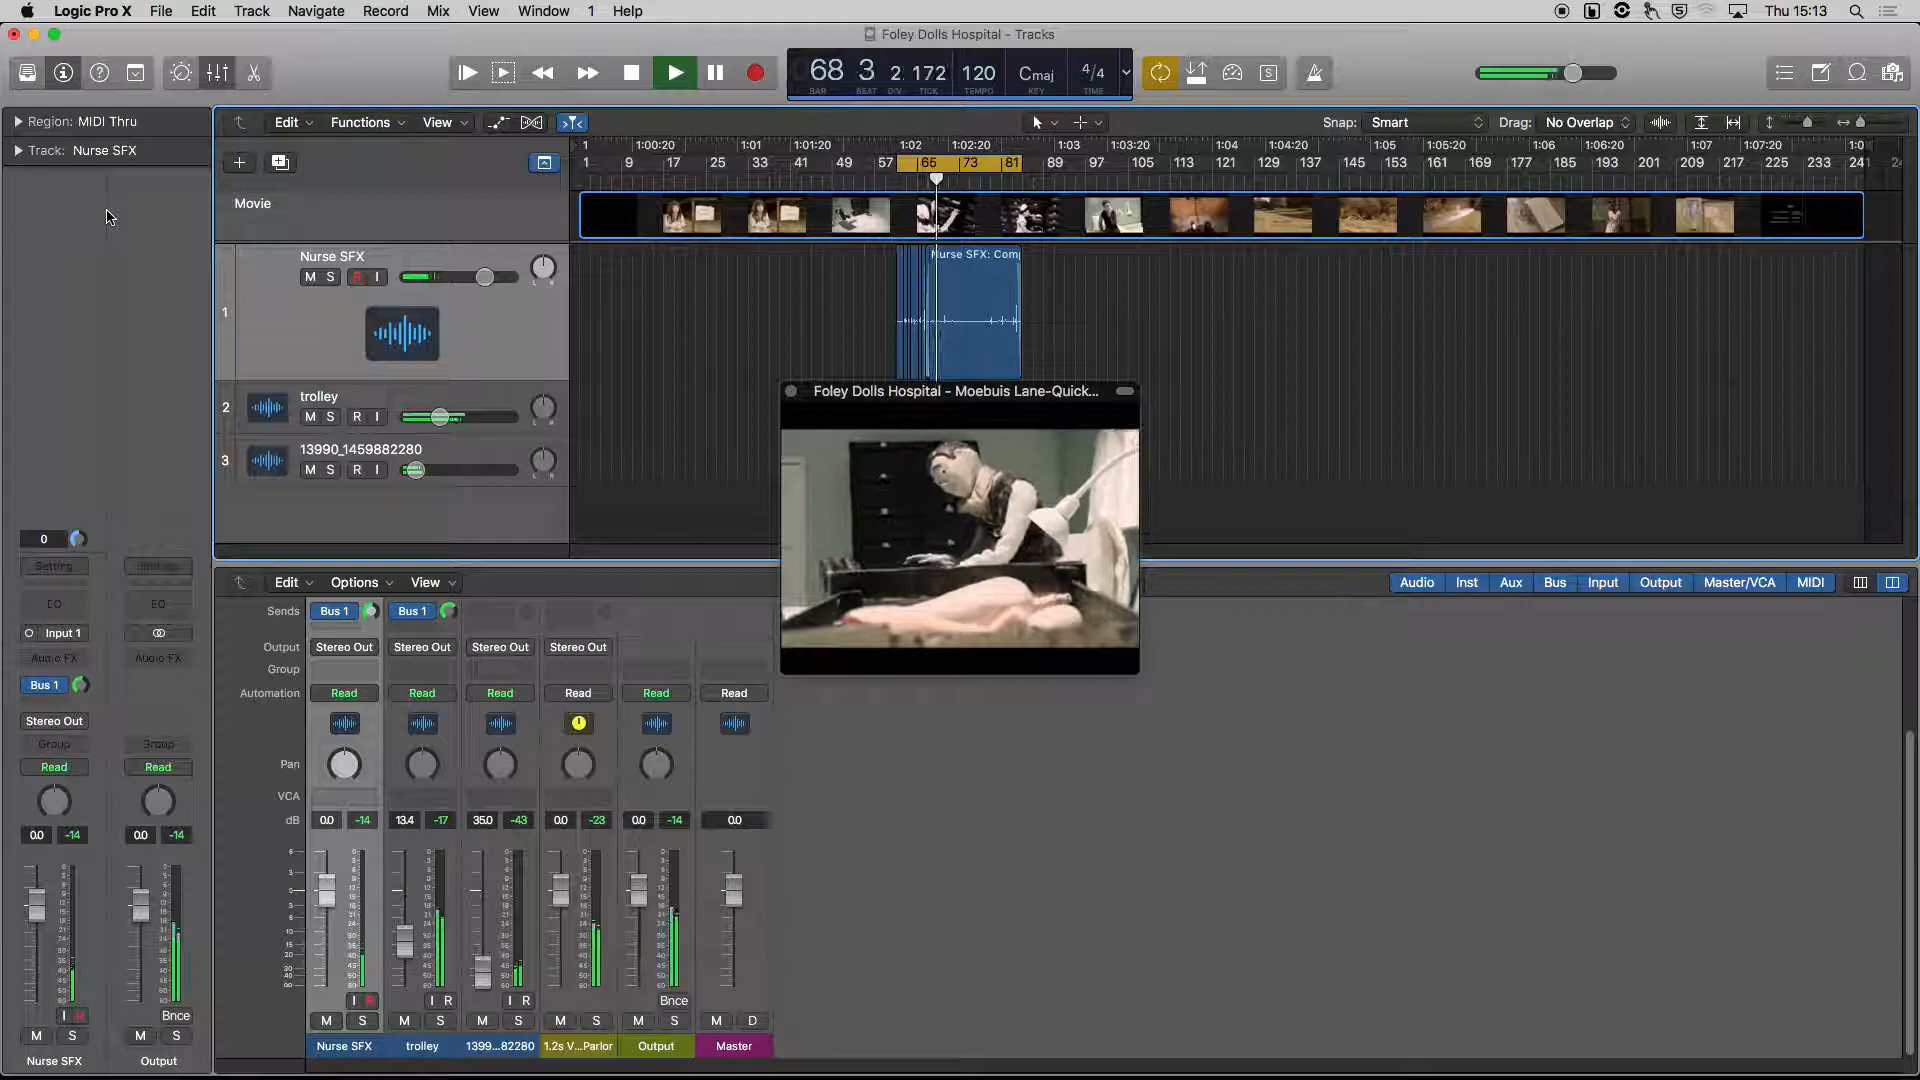 Logic Pro X File Edit Track Navigate Record Mix View Window 1 Help Thu 15:13
Foley Dolls Hospital - Tracks
68 3 2 172 120 Cmaj 4/4
BAR BEAT DIV TICK TEMPO KEY TIME
Region: MIDI Thru
Edit Functions View Snap: Smart Drag: No Overlap
Track: Nurse SFX
1 1:00:20 1:01 1:01:20 1:02 1:02:20 1:03 1:03:20 1:04 1:04:20 1:05 1:05:20 1:06 1:06:20 1:07 1:07:20 1:0
1 9 17 25 33 41 49 57 65 73 81 89 97 105 113 121 129 137 145 153 161 169 177 185 193 201 209 217 225 233 241
Movie
1
Nurse SFX
M S R I
L R
Nurse SFX: Com
2
trolley
M S R I
L R
3
13990_1459882280
M S R I
L R
Foley Dolls Hospital - Moebuis Lane-Quick...
Edit Options View
Audio Inst Aux Bus Input Output Master/VCA MIDI
0
Setting
EQ EQ
Input 1
Audio FX Audio FX
Bus 1
Stereo Out
Group Group
Read Read
0.0 -14 0.0 -14
I R Bnce
M S M S
Nurse SFX Output
Sends Bus 1 Bus 1
Output Stereo Out Stereo Out Stereo Out Stereo Out
Group
Automation Read Read Read Read Read Read
Pan
VCA
dB 0.0 -14 13.4 -17 35.0 -43 0.0 -23 0.0 -14 0.0
I R I R I R Bnce
M S M S M S M S M S M D
Nurse SFX trolley 1399...82280 1.2s V...Parlor Output Master